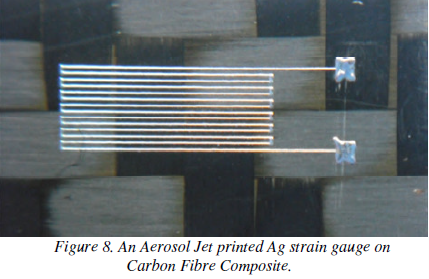 Figure 8. An Aerosol Jet printed Ag strain gauge on
Carbon Fibre Composite.